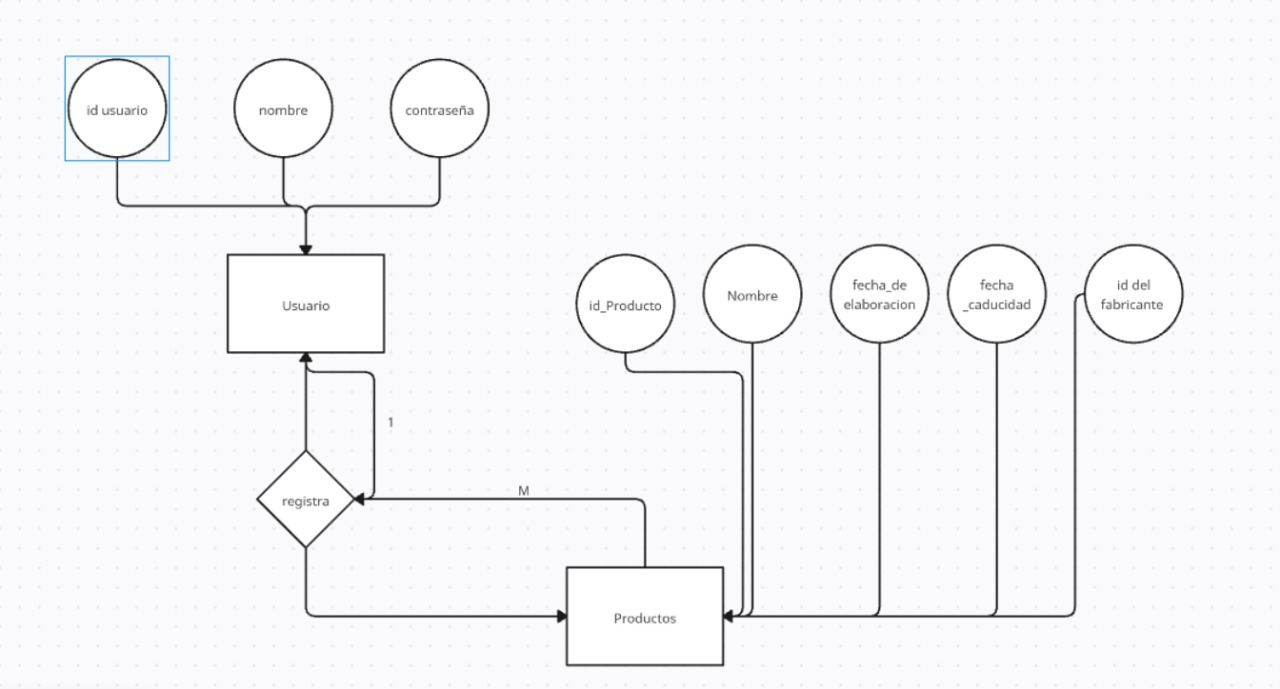 id usuario
nombre
contraseña
Usuario
id_Producto
Nombre
fecha_de
elaboracion
fecha
_caducidad
id del
fabricante
1
M
registra
Productos